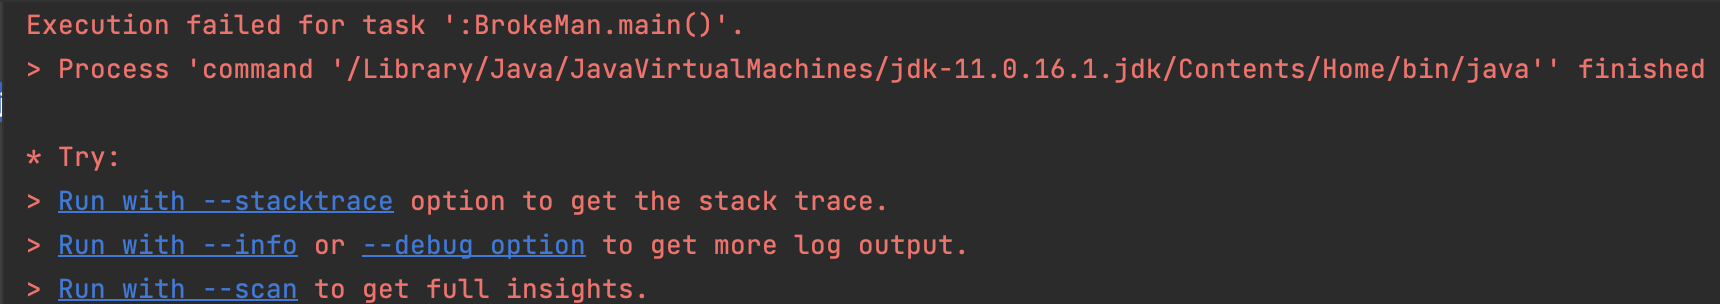 Execution failed for task ':BrokeMan.main()'.
> Process 'command '/Library/Java/JavaVirtualMachines/jdk-11.0.16.1.jdk/Contents/Home/bin/java'' finished
* Try:
> Run with --stacktrace option to get the stack trace.
> Run with --info or --debug option to get more log output.
> Run with --scan to get full insights.